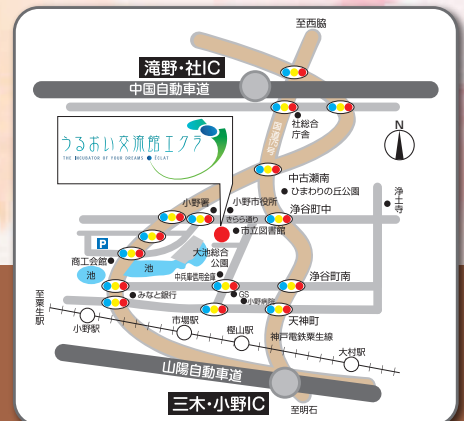 至西脇
滝野・社IC
中国自動車道
国道175号
社総合
庁舎
N
うるおい交流館エクラ
THE INCUBATOR OF YOUR DREAMS ECLAT
中古瀬南
ひまわりの丘公園
浄土寺
小野署
小野市役所
浄谷町中
きらら通り
市立図書館
P
商工会館
大池総合
公園
池
池
中兵庫信用金庫
浄谷町南
みなと銀行
GS
小野病院
至粟生駅
天神町
小野駅
市場駅
樫山駅
神戸電鉄粟生線
大村駅
山陽自動車道
三木・小野IC
至明石